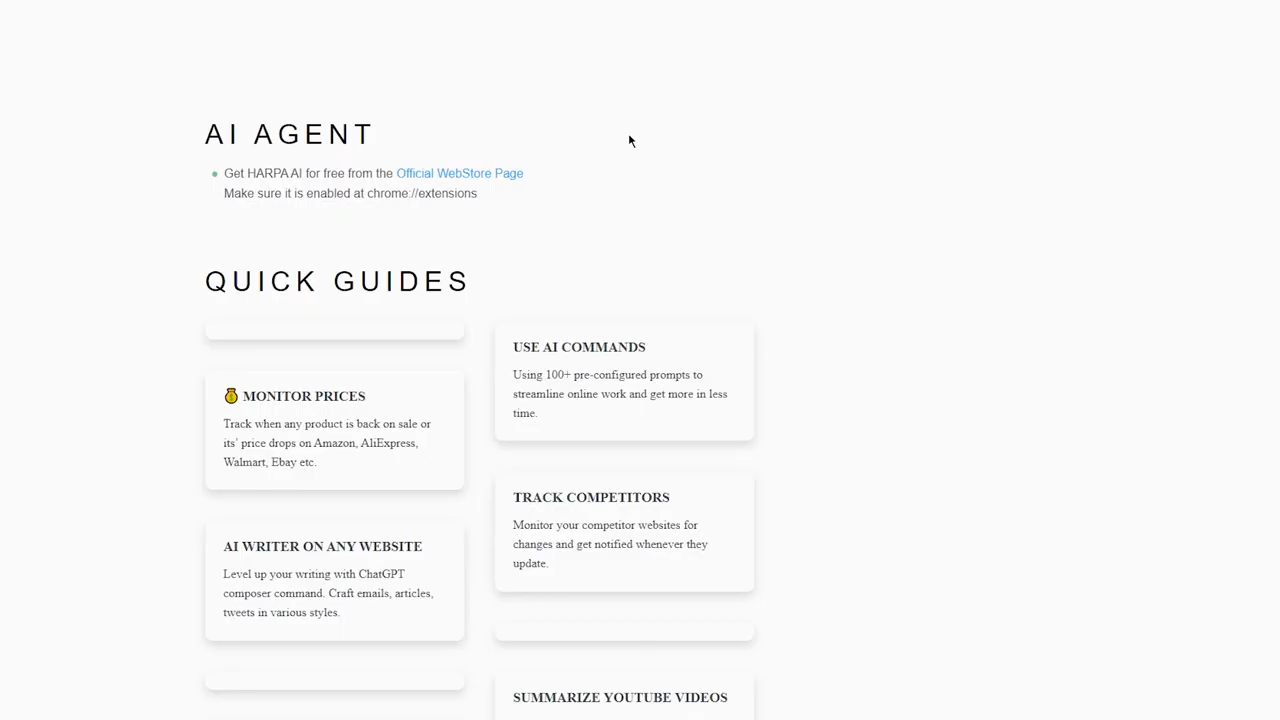 AI AGENT
Get HARPA AI for free from the Official WebStore Page
Make sure it is enabled at chrome://extensions
QUICK GUIDES
MONITOR PRICES
Track when any product is back on sale or
its' price drops on Amazon, AliExpress,
Walmart, Ebay etc.
AI WRITER ON ANY WEBSITE
Level up your writing with ChatGPT
composer command. Craft emails, articles,
tweets in various styles.
USE AI COMMANDS
Using 100+ pre-configured prompts to
streamline online work and get more in less
time.
TRACK COMPETITORS
Monitor your competitor websites for
changes and get notified whenever they
update.
SUMMARIZE YOUTUBE VIDEOS